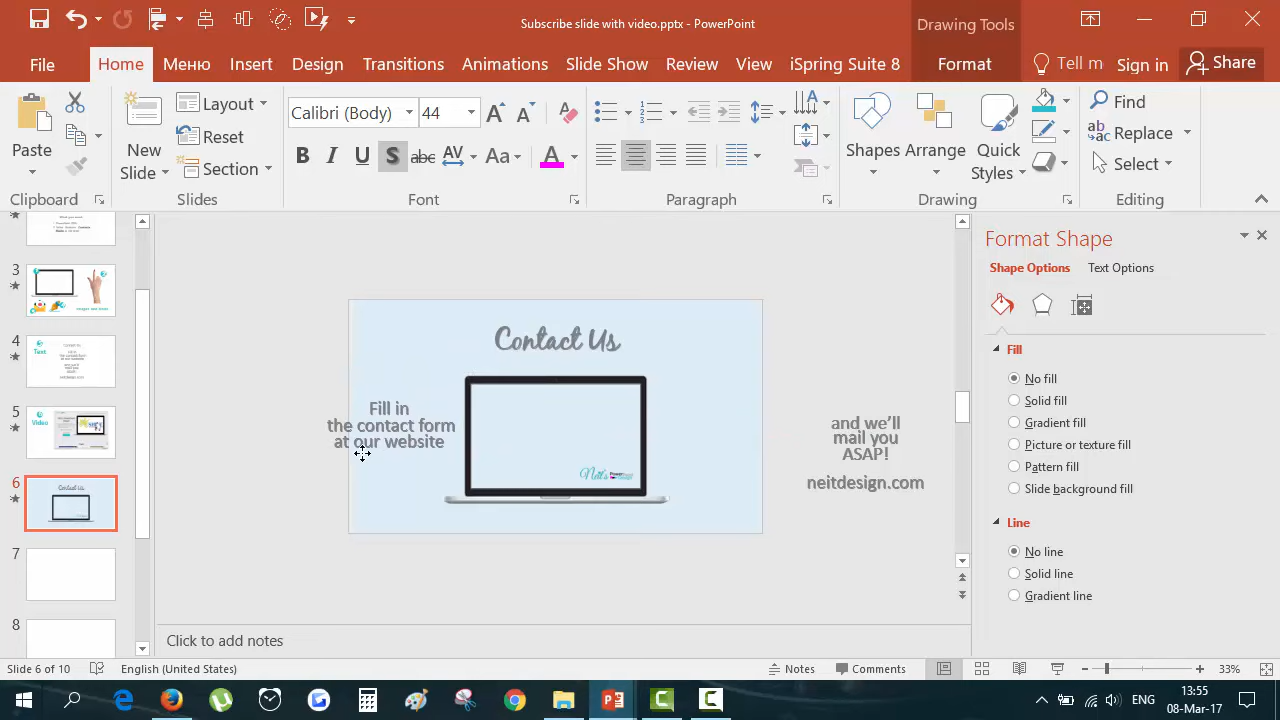 Subscribe slide with video.pptx - PowerPoint
Drawing Tools
File
Home
Меню
Insert
Design
Transitions
Animations
Slide Show
Review
View
iSpring Suite 8
Format
Tell m
Sign in
Share
Paste
Clipboard
New
Slide
Layout
Reset
Section
Slides
Calibri (Body)
44
B I U S abc AV Aa A
Font
Paragraph
Shapes
Arrange
Quick
Styles
Drawing
Find
Replace
Select
Editing
3
4
Text
5
Video
6
Contact Us
7
8
Contact Us
Fill in
the contact form
at our website
Neit's
and we'll
mail you
ASAP!
neitdesign.com
Click to add notes
Format Shape
Shape Options
Text Options
Fill
No fill
Solid fill
Gradient fill
Picture or texture fill
Pattern fill
Slide background fill
Line
No line
Solid line
Gradient line
Slide 6 of 10
English (United States)
Notes
Comments
33%
ENG
13:55
08-Mar-17